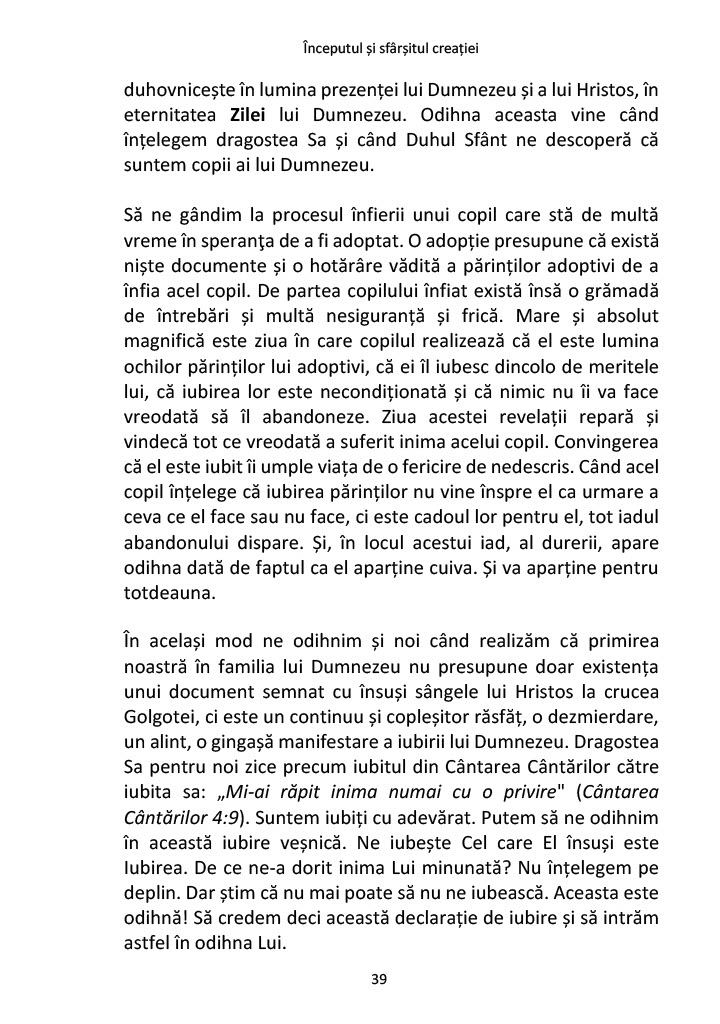 Începutul și sfârșitul creației
duhovnicește în lumina prezenței lui Dumnezeu și a lui Hristos, în
eternitatea Zilei lui Dumnezeu. Odihna aceasta vine când
înțelegem dragostea Sa și când Duhul Sfânt ne descoperă că
suntem copii ai lui Dumnezeu.
Să ne gândim la procesul înfierii unui copil care stă de multă
vreme în speranţa de a fi adoptat. O adopție presupune că există
niște documente și o hotărâre vădită a părinților adoptivi de a
înfia acel copil. De partea copilului înfiat există însă o grămadă
de întrebări și multă nesiguranță și frică. Mare și absolut
magnifică este ziua în care copilul realizează că el este lumina
ochilor părinților lui adoptivi, că ei îl iubesc dincolo de meritele
lui, că iubirea lor este necondiționată și că nimic nu îi va face
vreodată să îl abandoneze. Ziua acestei revelații repară și
vindecă tot ce vreodată a suferit inima acelui copil. Convingerea
că el este iubit îi umple viața de o fericire de nedescris. Când acel
copil înțelege că iubirea părinților nu vine înspre el ca urmare a
ceva ce el face sau nu face, ci este cadoul lor pentru el, tot iadul
abandonului dispare. Și, în locul acestui iad, al durerii, apare
odihna dată de faptul ca el aparține cuiva. Și va aparține pentru
totdeauna.
În același mod ne odihnim și noi când realizăm că primirea
noastră în familia lui Dumnezeu nu presupune doar existența
unui document semnat cu însuși sângele lui Hristos la crucea
Golgotei, ci este un continuu și copleșitor răsfăț, o dezmierdare,
un alint, o gingașă manifestare a iubirii lui Dumnezeu. Dragostea
Sa pentru noi zice precum iubitul din Cântarea Cântărilor către
iubita sa: „Mi-ai răpit inima numai cu o privire" (Cântarea
Cântărilor 4:9). Suntem iubiți cu adevărat. Putem să ne odihnim
în această iubire veșnică. Ne iubește Cel care El însuși este
Iubirea. De ce ne-a dorit inima Lui minunată? Nu înțelegem pe
deplin. Dar știm că nu mai poate să nu ne iubească. Aceasta este
odihnă! Să credem deci această declarație de iubire și să intrăm
astfel în odihna Lui.
39